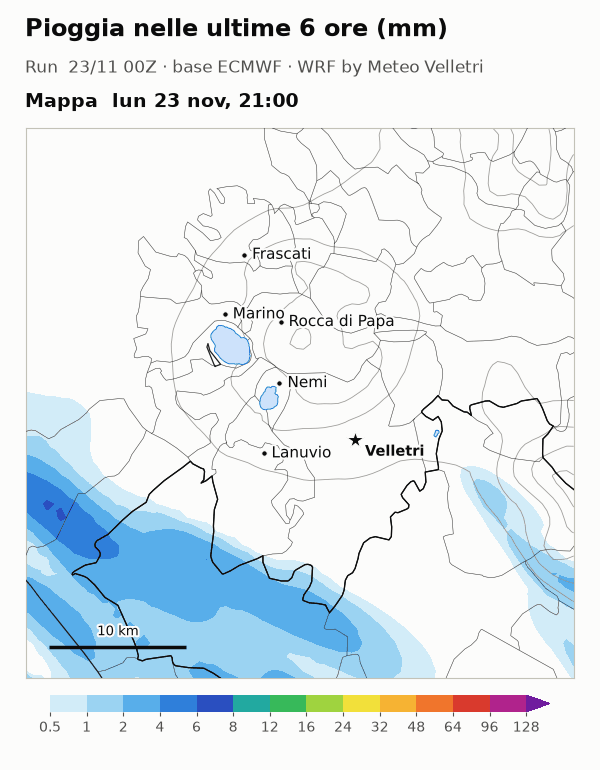 Pioggia nelle ultime 6 ore (mm)
Run  23/11 00Z · base ECMWF · WRF by Meteo Velletri
Mappa  lun 23 nov, 21:00
Frascati
Marino
Rocca di Papa
Nemi
Velletri
Lanuvio
10 km
0.5 1 2 4 6 8 12 16 24 32 48 64 96 128